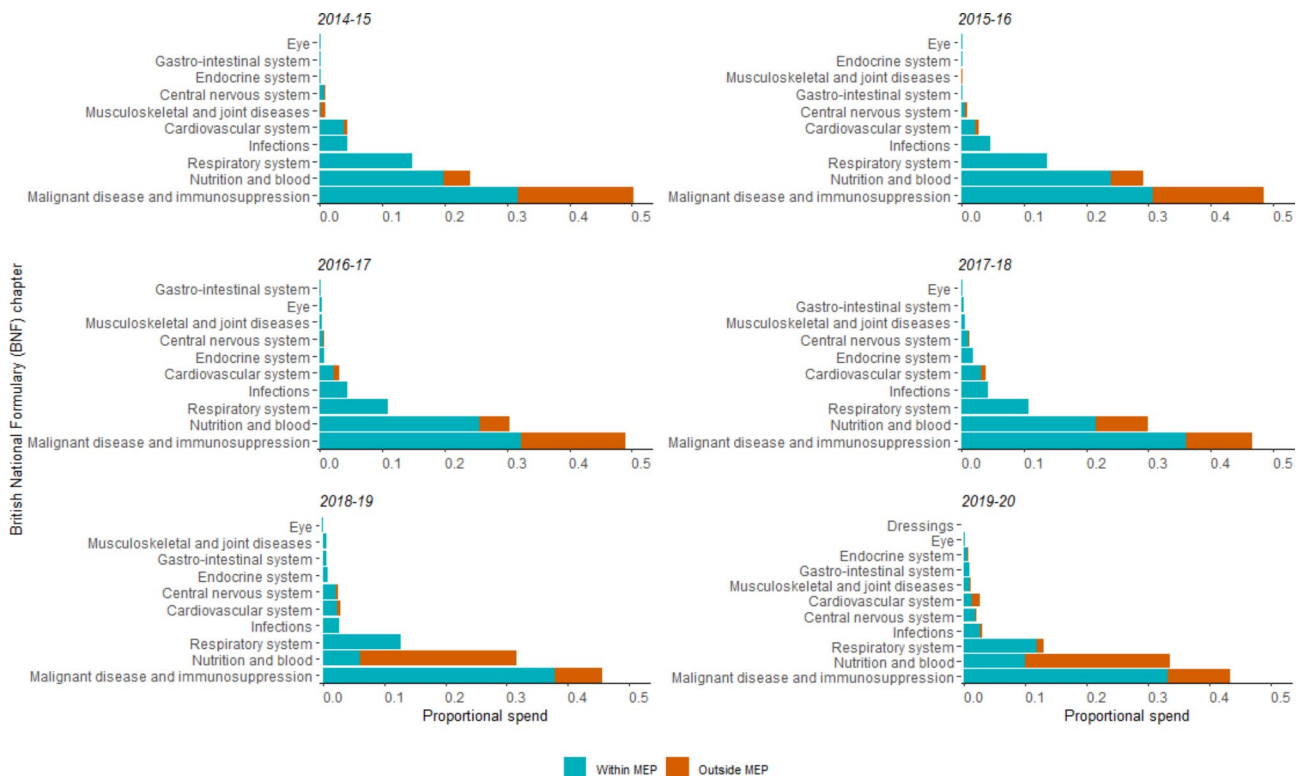 2014-15
Eye
Gastro-intestinal system
Endocrine system
Central nervous system
Musculoskeletal and joint diseases
Cardiovascular system
Infections
Respiratory system
Nutrition and blood
Malignant disease and immunosuppression
0.0 0.1 0.2 0.3 0.4 0.5
2015-16
Eye
Endocrine system
Musculoskeletal and joint diseases
Gastro-intestinal system
Central nervous system
Cardiovascular system
Infections
Respiratory system
Nutrition and blood
Malignant disease and immunosuppression
0.0 0.1 0.2 0.3 0.4 0.5
British National Formulary (BNF) chapter
2016-17
Gastro-intestinal system
Eye
Musculoskeletal and joint diseases
Central nervous system
Endocrine system
Cardiovascular system
Infections
Respiratory system
Nutrition and blood
Malignant disease and immunosuppression
0.0 0.1 0.2 0.3 0.4 0.5
2017-18
Eye
Gastro-intestinal system
Musculoskeletal and joint diseases
Central nervous system
Endocrine system
Cardiovascular system
Infections
Respiratory system
Nutrition and blood
Malignant disease and immunosuppression
0.0 0.1 0.2 0.3 0.4 0.5
2018-19
Eye
Musculoskeletal and joint diseases
Gastro-intestinal system
Endocrine system
Central nervous system
Cardiovascular system
Infections
Respiratory system
Nutrition and blood
Malignant disease and immunosuppression
0.0 0.1 0.2 0.3 0.4 0.5
Proportional spend
2019-20
Dressings
Eye
Endocrine system
Gastro-intestinal system
Musculoskeletal and joint diseases
Cardiovascular system
Central nervous system
Infections
Respiratory system
Nutrition and blood
Malignant disease and immunosuppression
0.0 0.1 0.2 0.3 0.4 0.5
Proportional spend
Within MEP Outside MEP